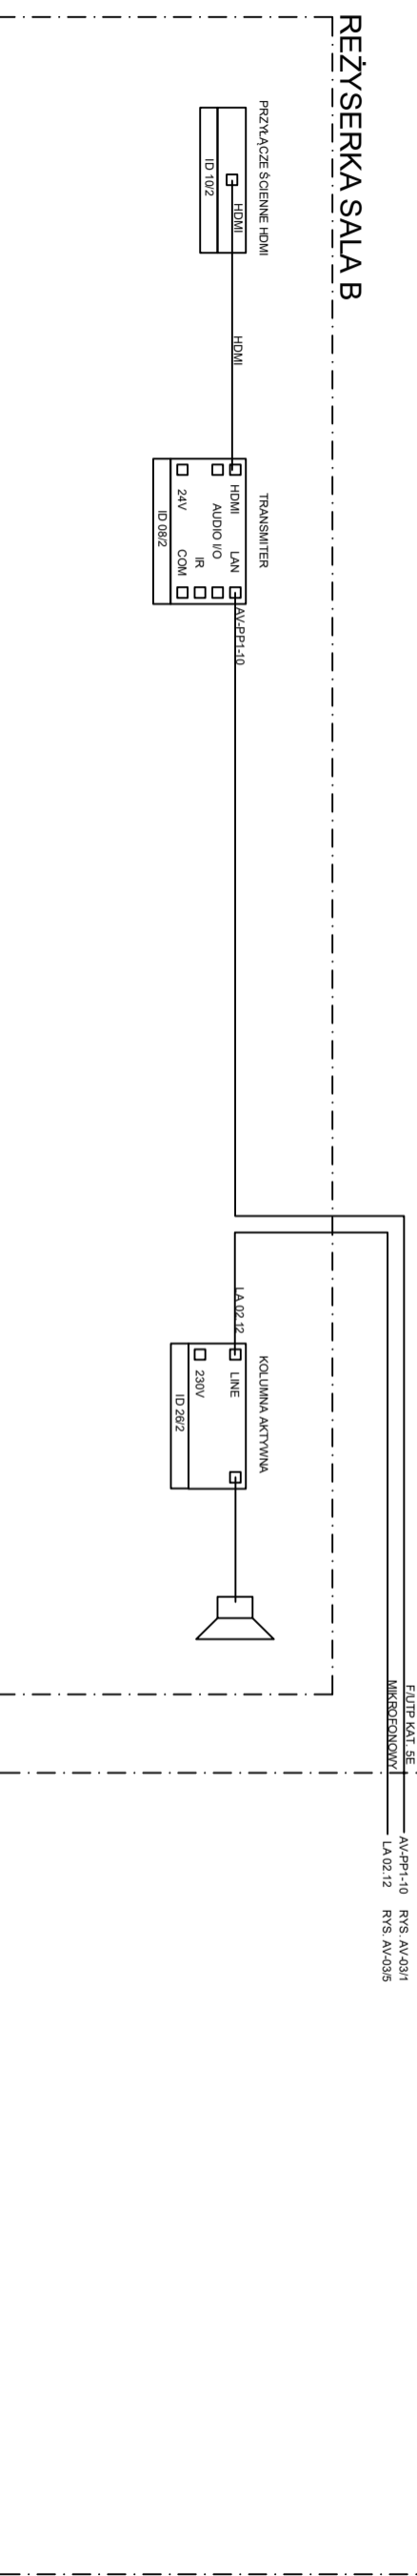 REŻYSERKA SALA B
PRZYŁĄCZE ŚCIENNE HDMI
HDMI
ID 10/2
HDMI
TRANSMITER
HDMI LAN
AUDIO I/O
IR
24V COM
ID 08/2
AV-PP1-10
LA 02.12
KOLUMNA AKTYWNA
LINE
230V
ID 26/2
F/UTP KAT. 5E
MIKROFONOWY
AV-PP1-10 RYS. AV-03/1
LA 02.12 RYS. AV-03/5